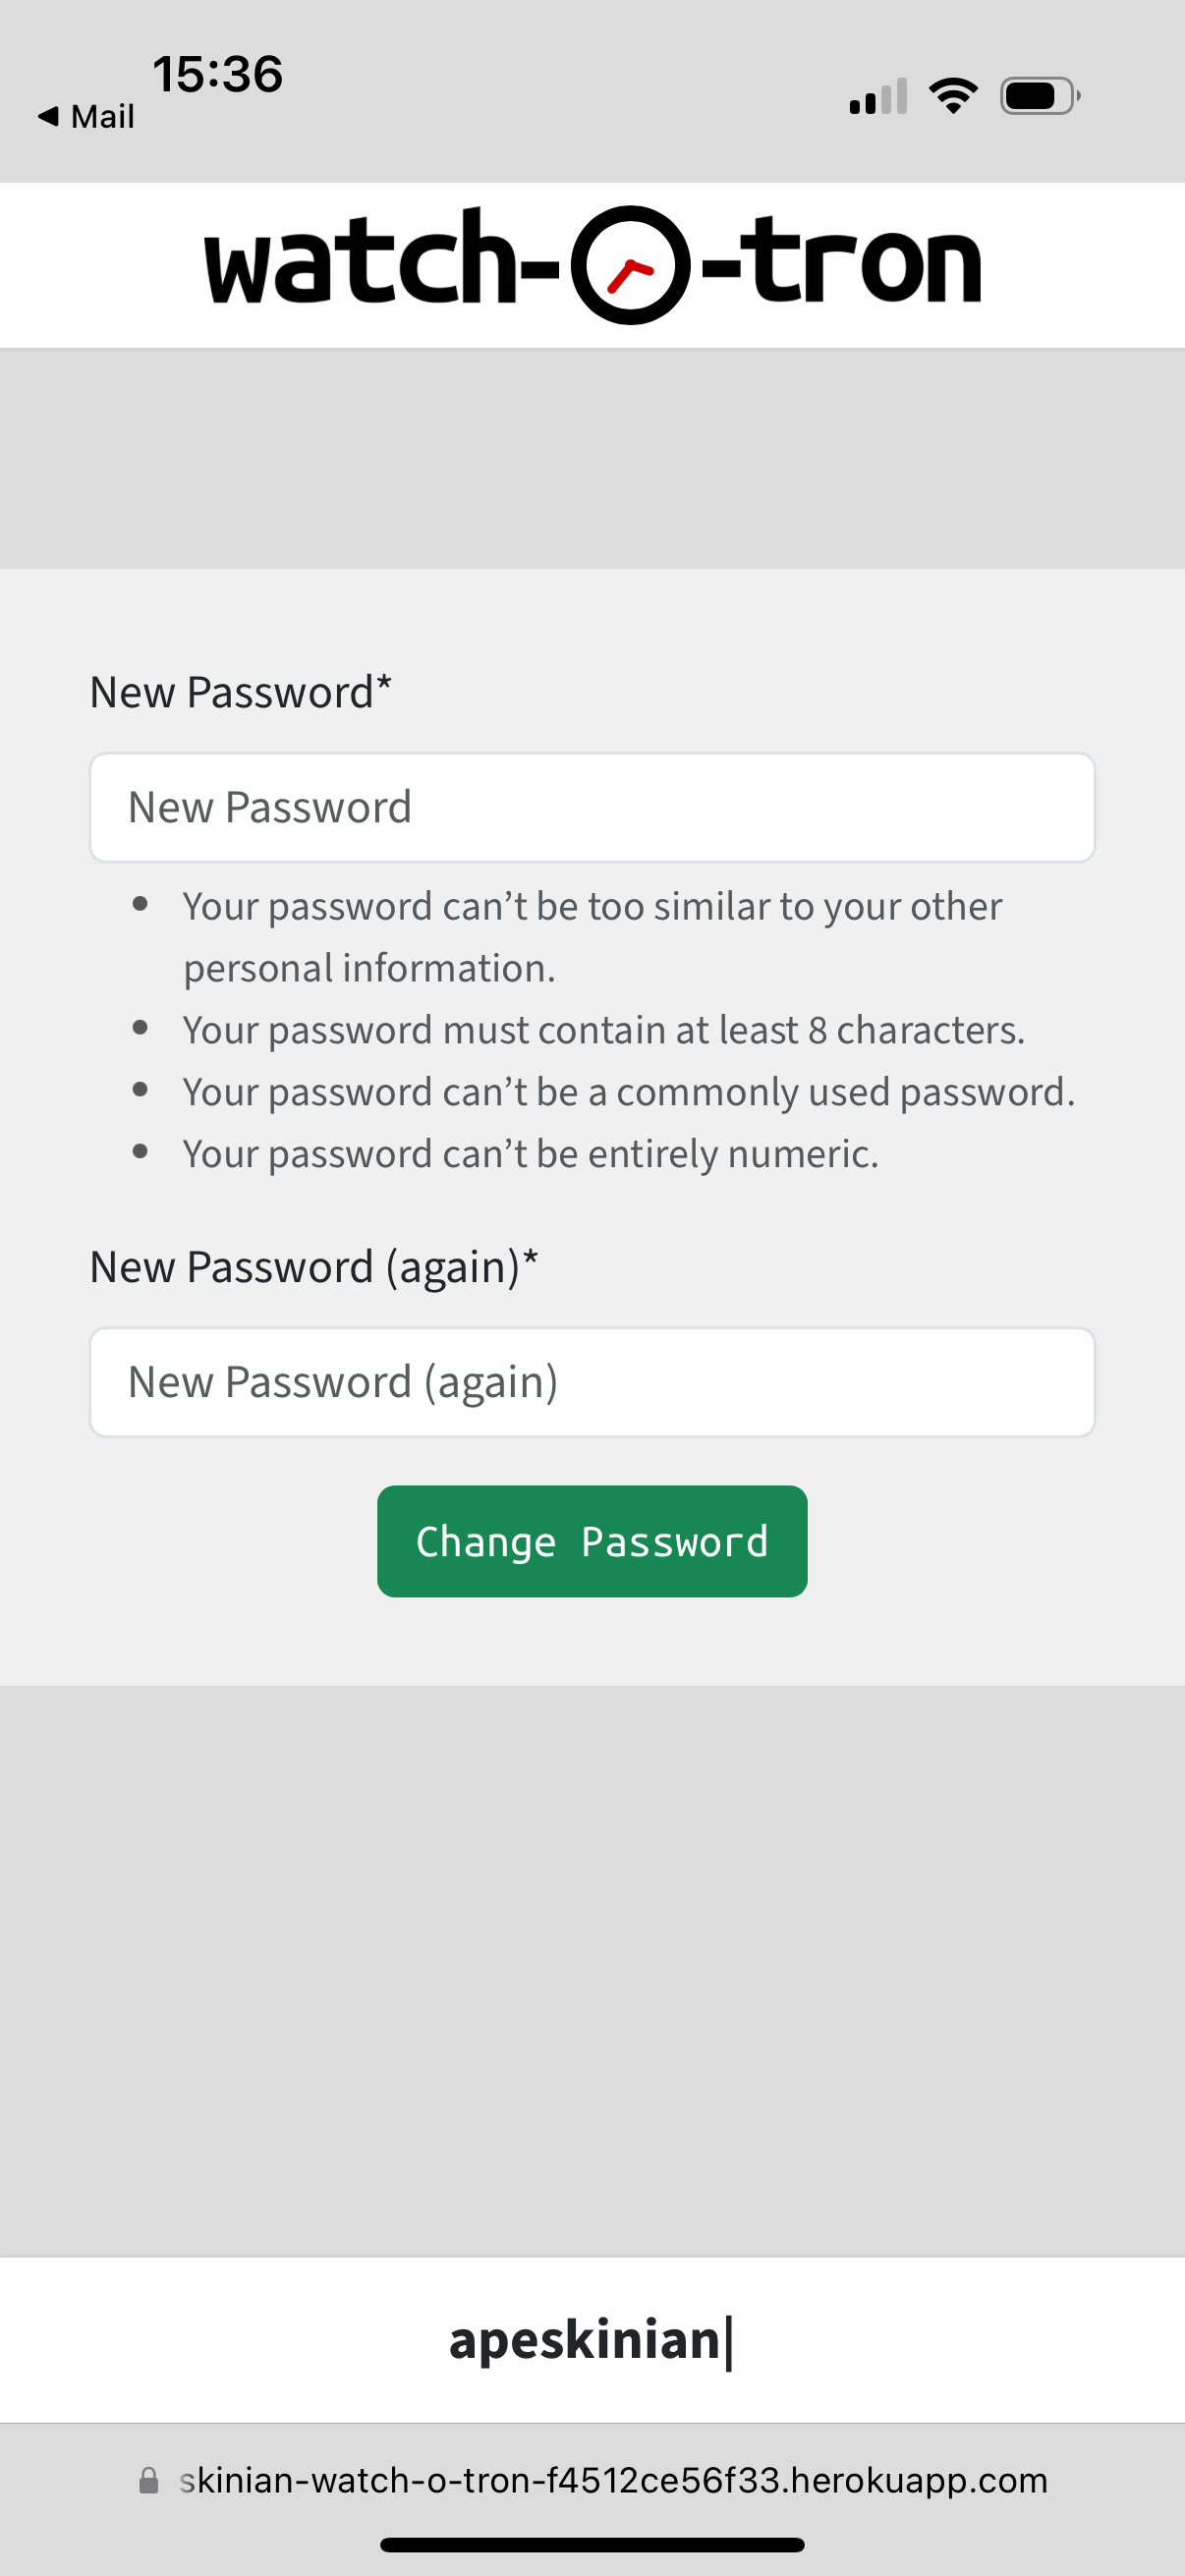 15:36
◀ Mail
watch-o-tron
New Password*
New Password
• Your password can’t be too similar to your other
personal information.
• Your password must contain at least 8 characters.
• Your password can’t be a commonly used password.
• Your password can’t be entirely numeric.
New Password (again)*
New Password (again)
Change Password
apeskinian|
skinian-watch-o-tron-f4512ce56f33.herokuapp.com